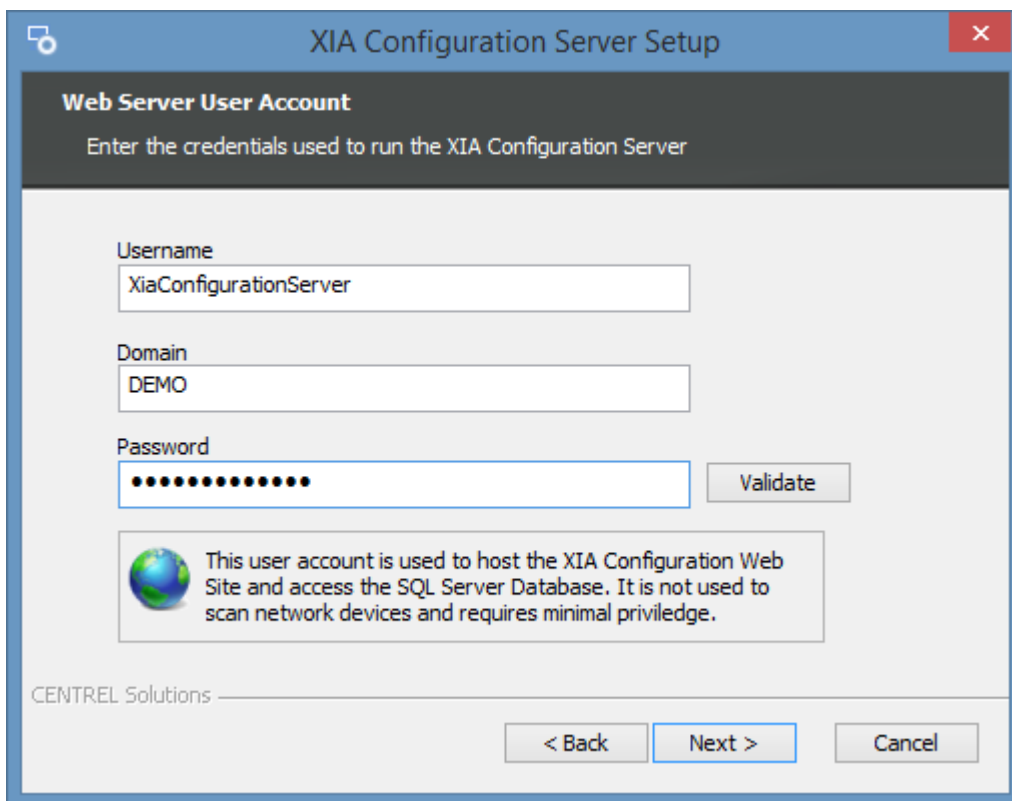 XIA Configuration Server Setup
Web Server User Account
Enter the credentials used to run the XIA Configuration Server
Username
XiaConfigurationServer
Domain
DEMO
Password
•••••••••••••
Validate
This user account is used to host the XIA Configuration Web
Site and access the SQL Server Database. It is not used to
scan network devices and requires minimal priviledge.
CENTREL Solutions
< Back
Next >
Cancel